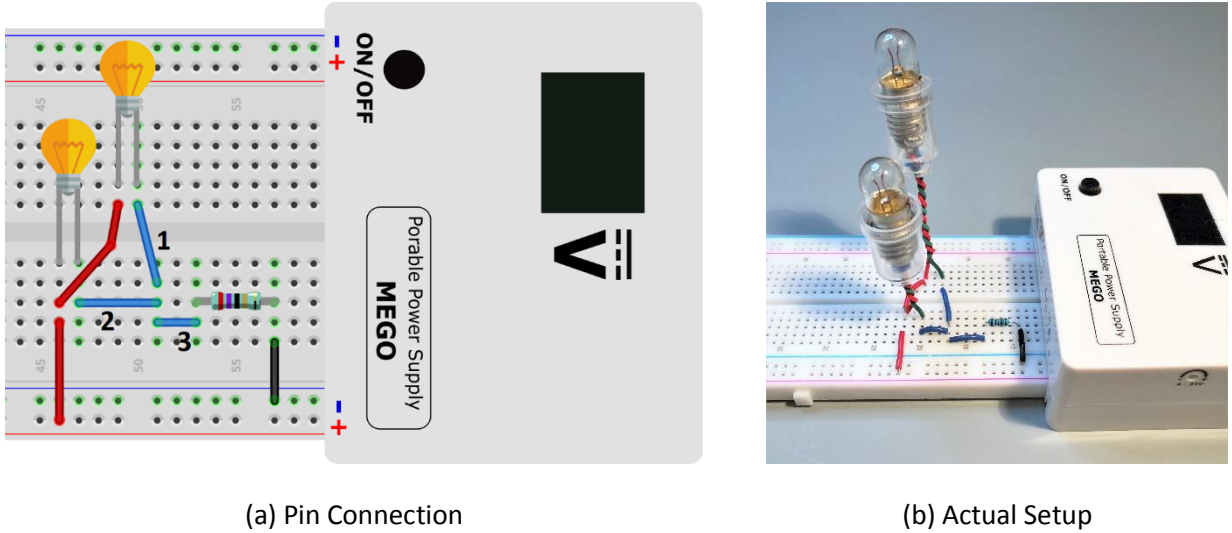 45
50
55
ON/OFF
- +
1
2
3
Porable Power Supply
MEGO
V
45
50
55
- +
ON/OFF
Portable Power Supply
MEGO
V
(a) Pin Connection
(b) Actual Setup